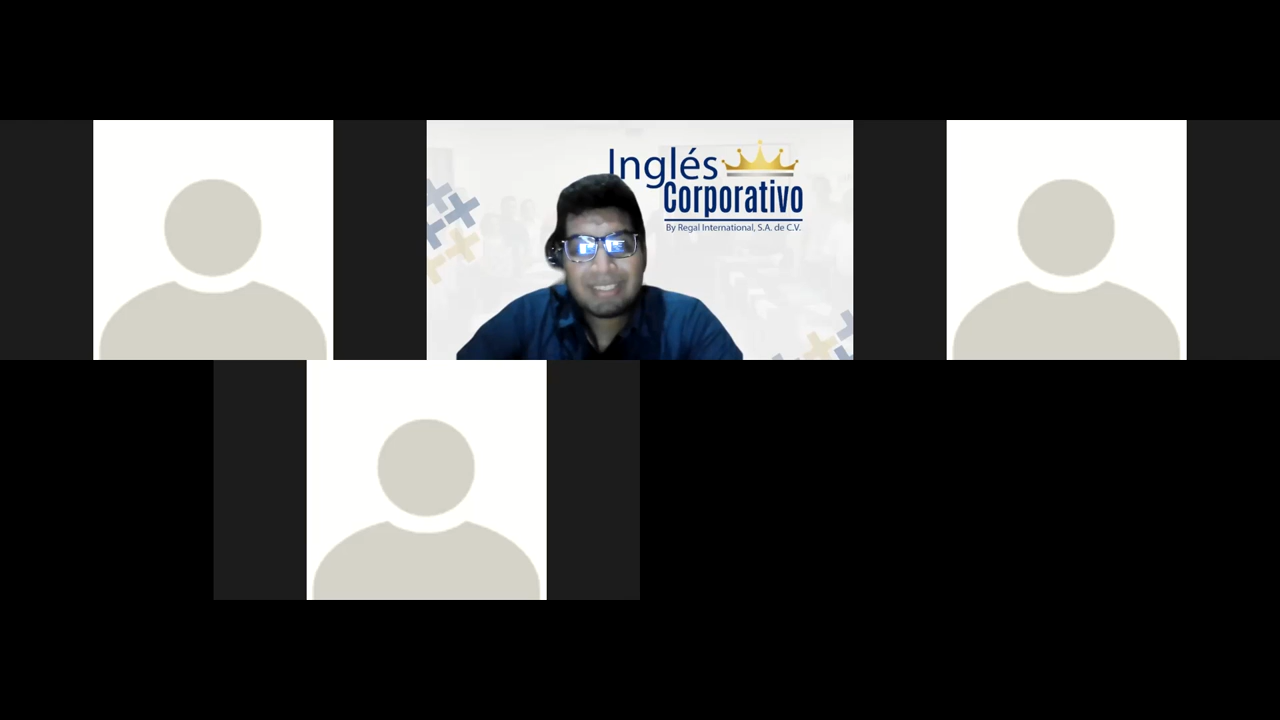 Inglés
Corporativo
By Regal International, S.A. de C.V.